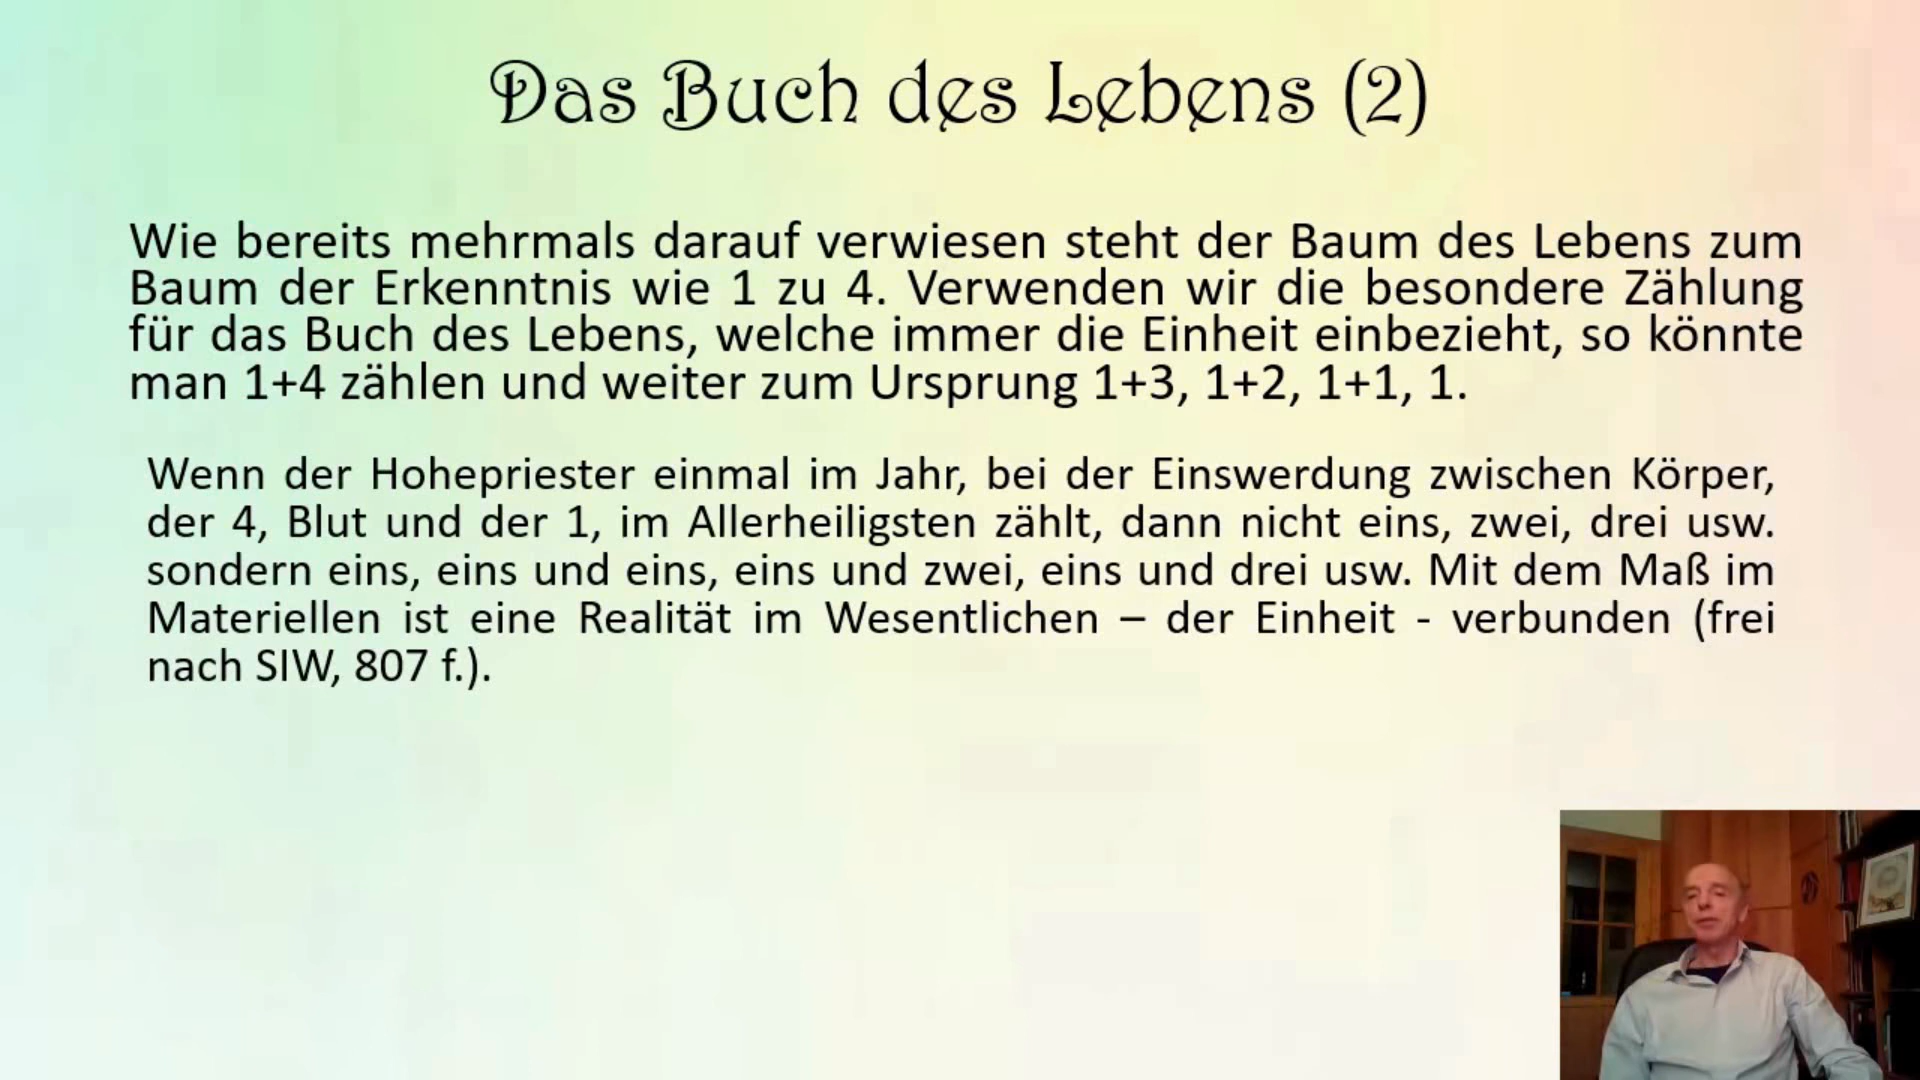 Das Buch des Lebens (2)
Wie bereits mehrmals darauf verwiesen steht der Baum des Lebens zum
Baum der Erkenntnis wie 1 zu 4. Verwenden wir die besondere Zählung
für das Buch des Lebens, welche immer die Einheit einbezieht, so könnte
man 1+4 zählen und weiter zum Ursprung 1+3, 1+2, 1+1, 1.
Wenn der Hohepriester einmal im Jahr, bei der Einswerdung zwischen Körper,
der 4, Blut und der 1, im Allerheiligsten zählt, dann nicht eins, zwei, drei usw.
sondern eins, eins und eins, eins und zwei, eins und drei usw. Mit dem Maß im
Materiellen ist eine Realität im Wesentlichen – der Einheit - verbunden (frei
nach SIW, 807 f.).